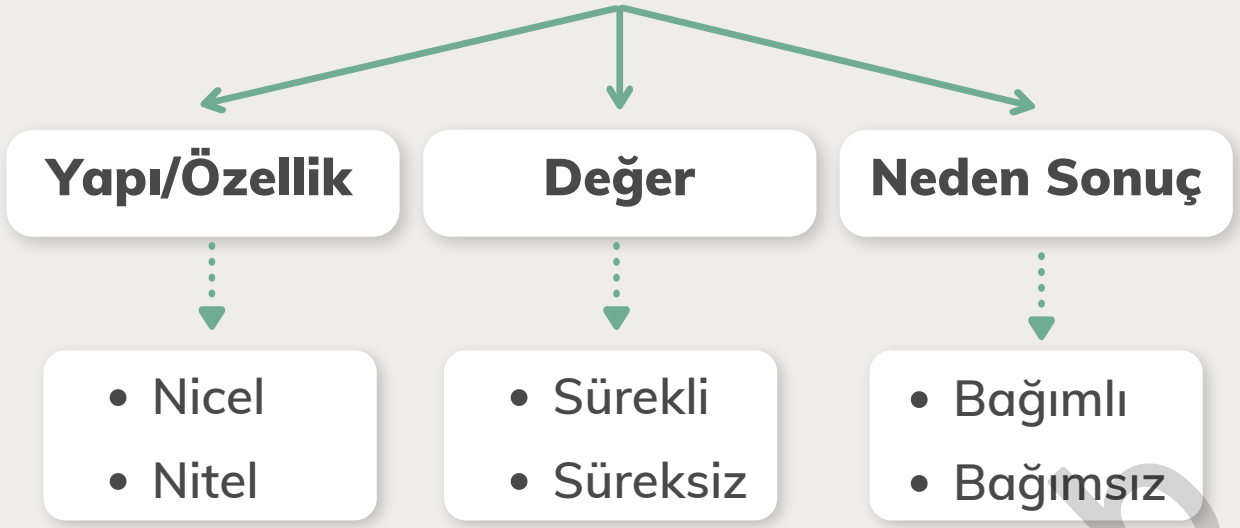 Yapı/Özellik
Değer
Neden Sonuç
• Nicel
• Nitel
• Sürekli
• Süreksiz
• Bağımlı
• Bağımsız